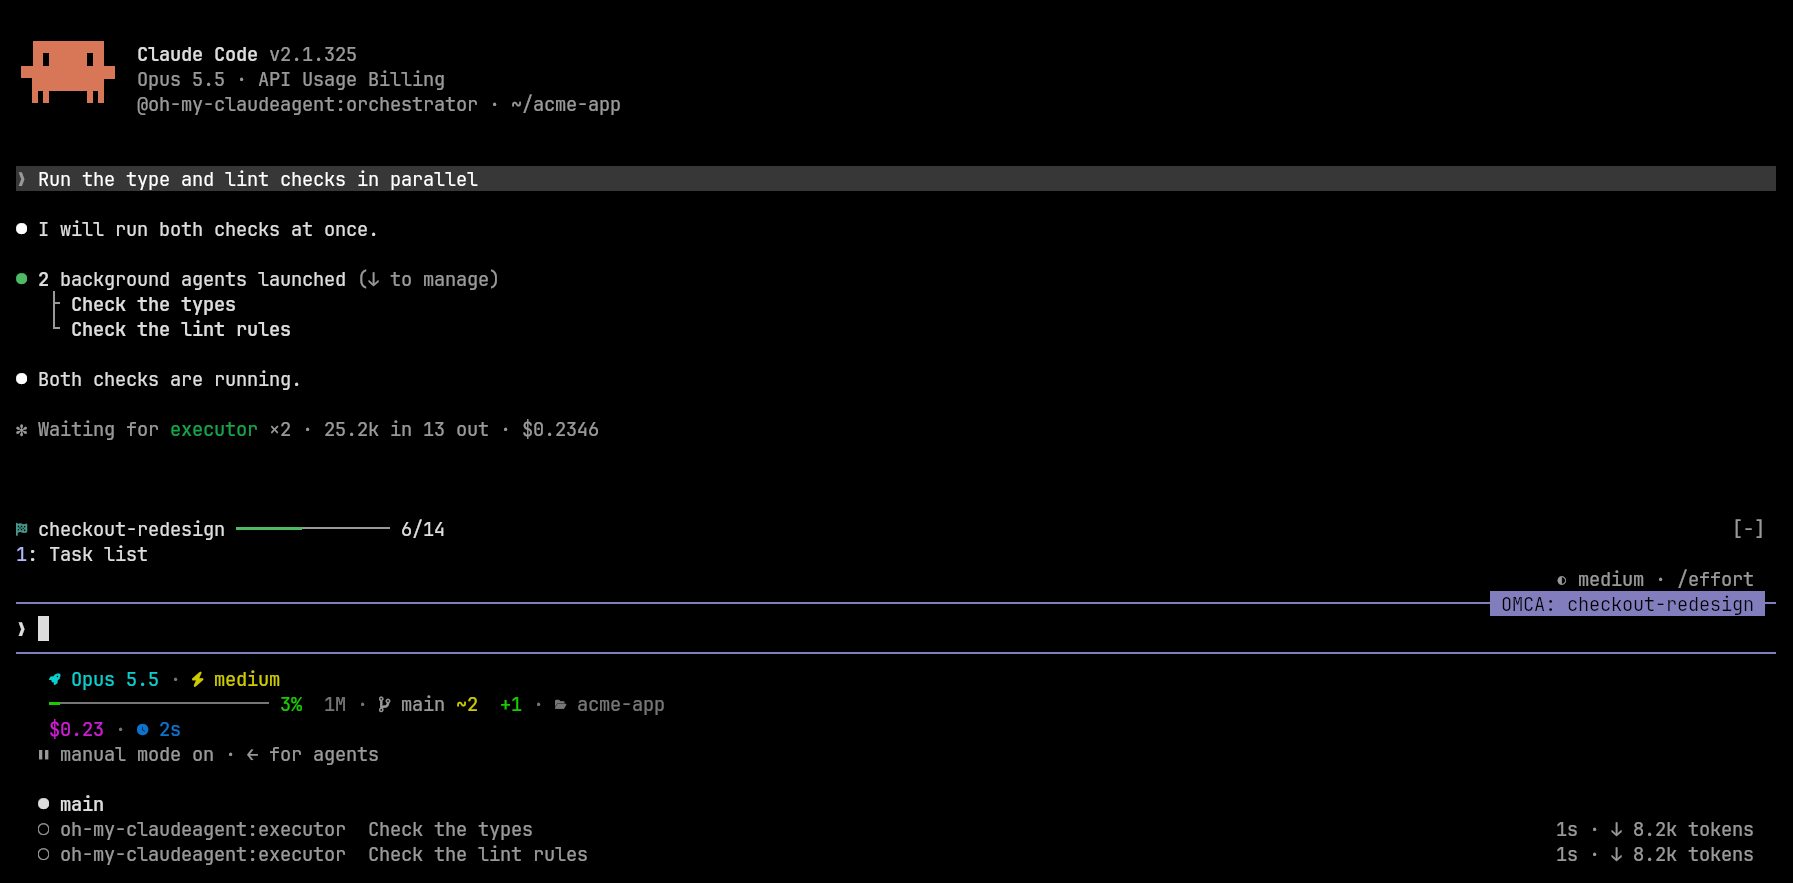 Claude Code v2.1.325
Opus 5.5 · API Usage Billing
@oh-my-claudeagent:orchestrator · ~/acme-app
❯ Run the type and lint checks in parallel
● I will run both checks at once.
● 2 background agents launched (↓ to manage)
├ Check the types
└ Check the lint rules
● Both checks are running.
✻ Waiting for executor ×2 · 25.2k in 13 out · $0.2346
checkout-redesign 6/14 [-]
1: Task list
◐ medium · /effort
OMCA: checkout-redesign
❯
Opus 5.5 · medium
3% 1M · main ~2 +1 · acme-app
$0.23 · 2s
manual mode on · ← for agents
● main
○ oh-my-claudeagent:executor Check the types 1s · ↓ 8.2k tokens
○ oh-my-claudeagent:executor Check the lint rules 1s · ↓ 8.2k tokens